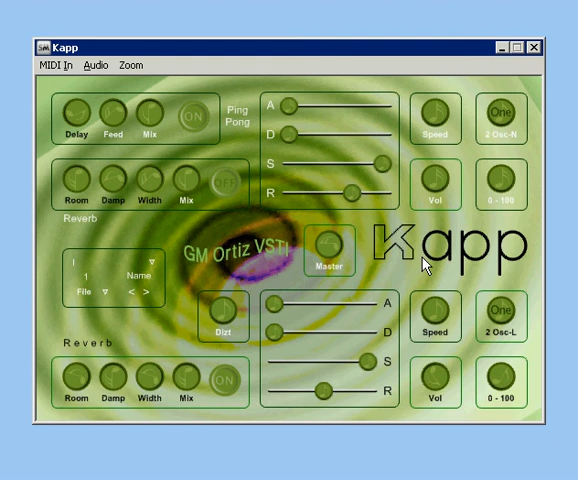 SM Kapp
MIDI In Audio Zoom
Delay Feed Mix ON
Ping
Pong
A
D
S
R
Speed
One
2 Osc-N
Room Damp Width Mix OFF
Reverb
Vol
0 - 100
GM Ortiz VSTI
Master
Kapp
I
1 Name
File < >
Dizt
A
D
S
R
Speed
One
2 Osc-L
Reverb
Room Damp Width Mix ON
Vol
0 - 100